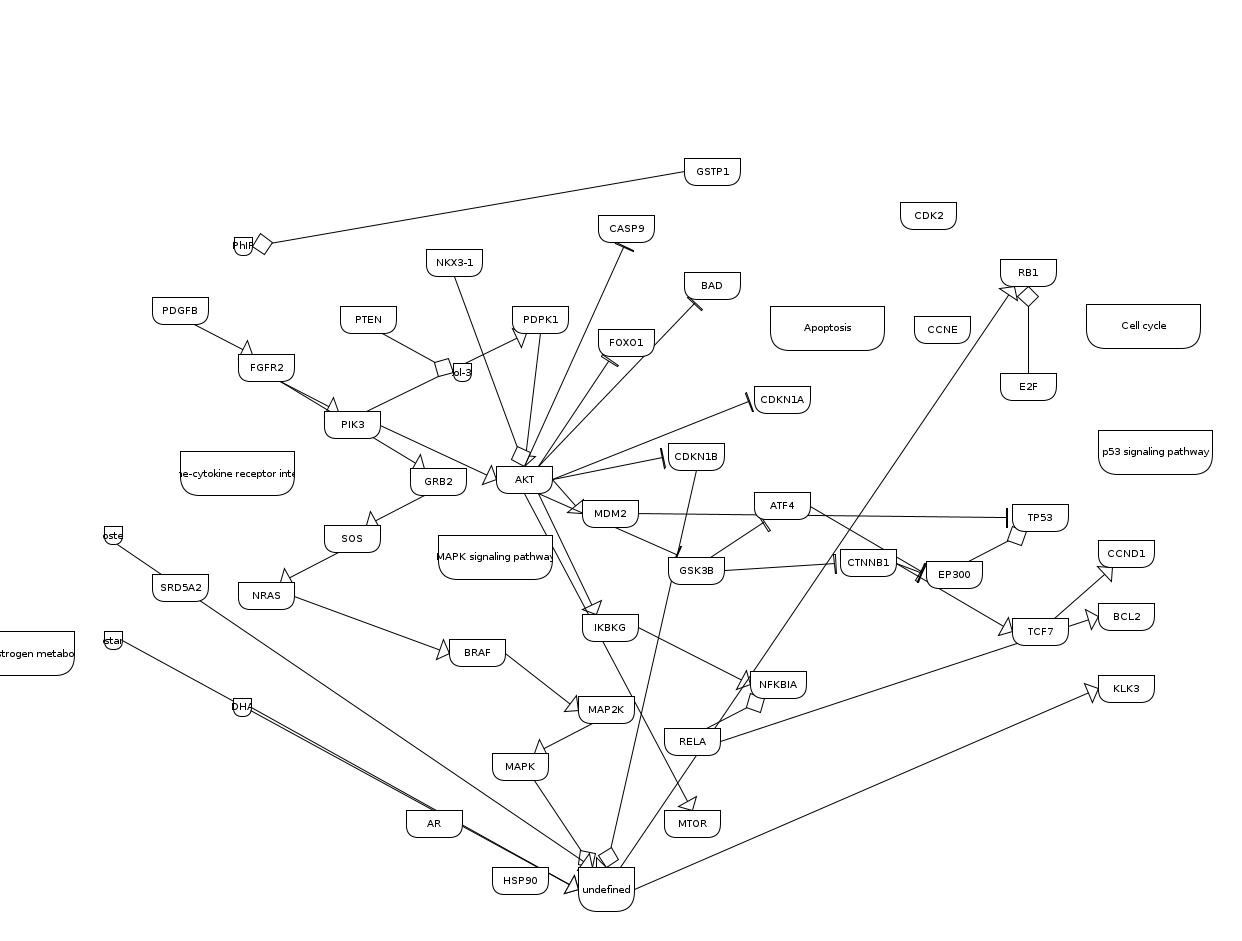 GSTP1
CDK2
CASP9
PhIP
NKX3-1
RB1
BAD
PDGFB
PTEN
PDPK1
Apoptosis
CCNE
Cell cycle
FOXO1
FGFR2
ol-3
E2F
CDKN1A
PIK3
p53 signaling pathway
CDKN1B
ne-cytokine receptor inte
GRB2
AKT
ATF4
MDM2
TP53
oste
SOS
MAPK signaling pathway
CCND1
CTNNB1
GSK3B
EP300
SRD5A2
NRAS
BCL2
IKBKG
TCF7
star
strogen metabo
BRAF
NFKBIA
KLK3
DHA
MAP2K
RELA
MAPK
AR
MTOR
HSP90
undefined